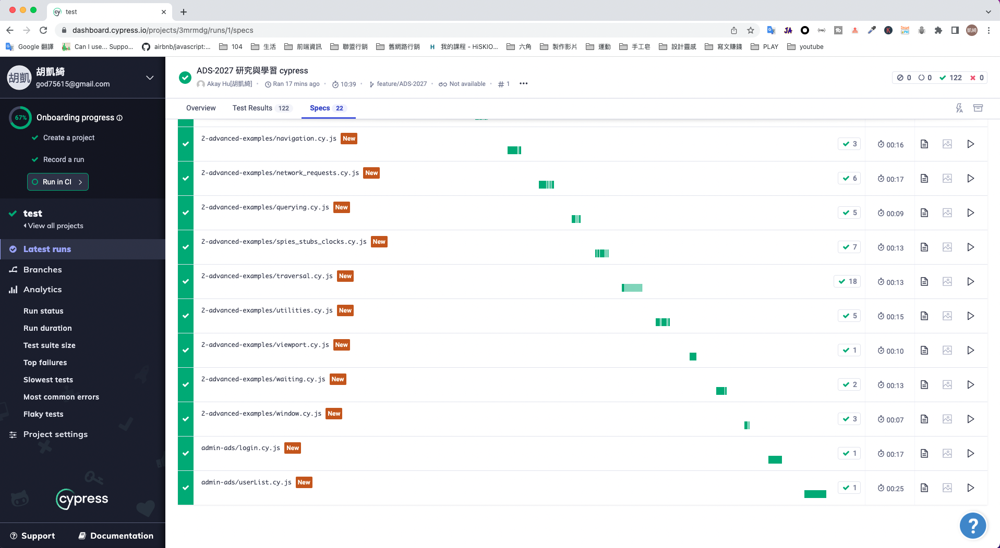 test
dashboard.cypress.io/projects/3mrmdg/runs/1/specs
凱綺
Google 翻譯 Can I use... Suppo... airbnb/javascript:... 104 生活 前端資訊 聯盟行銷 舊網路行銷 H 我的課程 - HiSKIO... 六角 製作影片 運動 手工皂 設計靈感 寫文賺錢 PLAY youtube
胡凱
胡凱綺
god75615@gmail.com
67%
Onboarding progress
Create a project
Record a run
Run in CI
test
View all projects
Latest runs
Branches
Analytics
Run status
Run duration
Test suite size
Top failures
Slowest tests
Most common errors
Flaky tests
Project settings
cypress
Support Documentation
ADS-2027 研究與學習 cypress
Akay Hu[胡凱綺] · Ran 17 mins ago · 10:39 · feature/ADS-2027 · Not available · # 1 •••
0 0 122 0
Overview Test Results 122 Specs 22
2-advanced-examples/navigation.cy.js New 3 00:16
2-advanced-examples/network_requests.cy.js New 6 00:17
2-advanced-examples/querying.cy.js New 5 00:09
2-advanced-examples/spies_stubs_clocks.cy.js New 7 00:13
2-advanced-examples/traversal.cy.js New 18 00:13
2-advanced-examples/utilities.cy.js New 5 00:15
2-advanced-examples/viewport.cy.js New 1 00:10
2-advanced-examples/waiting.cy.js New 2 00:13
2-advanced-examples/window.cy.js New 3 00:07
admin-ads/login.cy.js New 1 00:17
admin-ads/userList.cy.js New 1 00:25
?